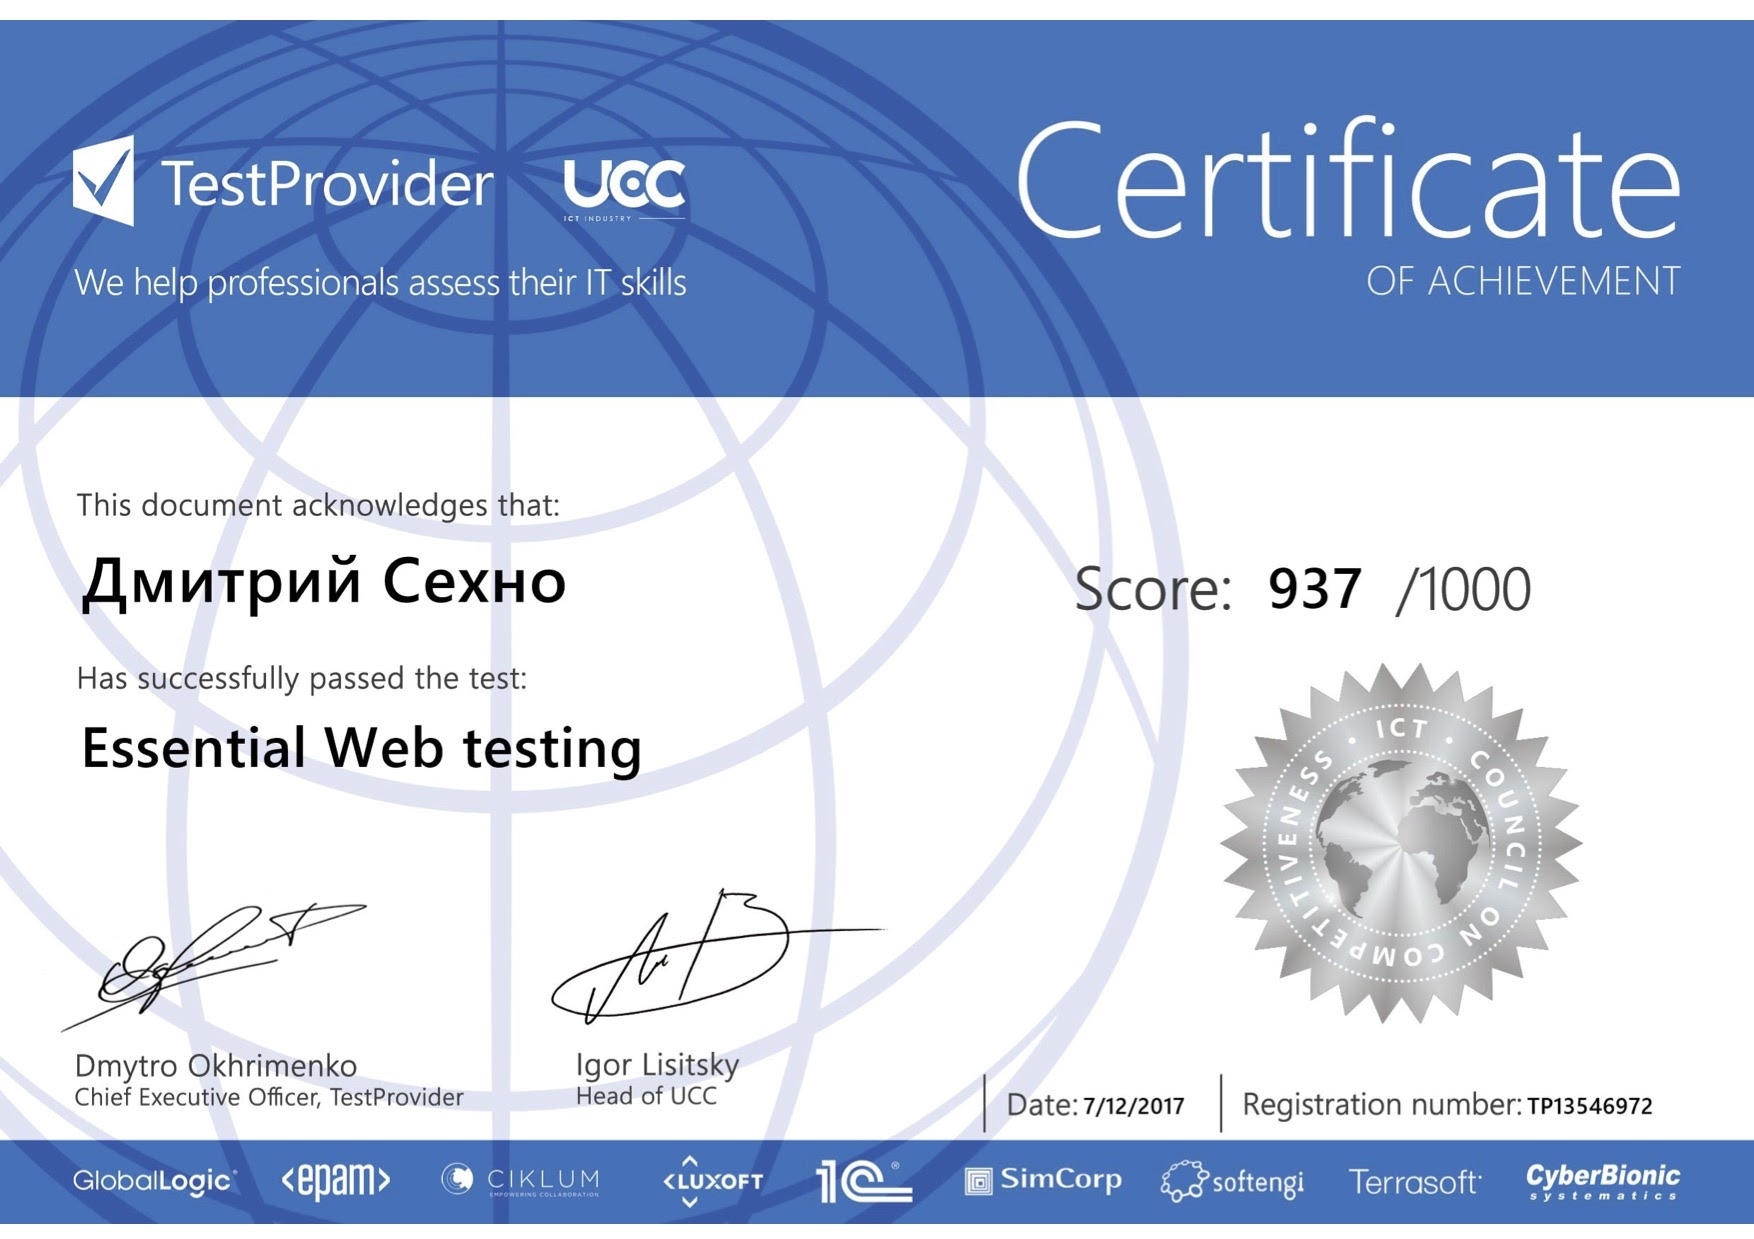 TestProvider
UCC
ICT INDUSTRY
We help professionals assess their IT skills
Certificate
OF ACHIEVEMENT
This document acknowledges that:
Дмитрий Сехно
Score: 937 /1000
Has successfully passed the test:
Essential Web testing
ICT • COUNCIL ON COMPETITIVENESS •
Dmytro Okhrimenko
Chief Executive Officer, TestProvider
Igor Lisitsky
Head of UCC
Date: 7/12/2017
Registration number: TP13546972
GlobalLogic
<epam>
CIKLUM
EMPOWERING COLLABORATION
LUXOFT
1C
SimCorp
softengi
Terrasoft
CyberBionic
systematics